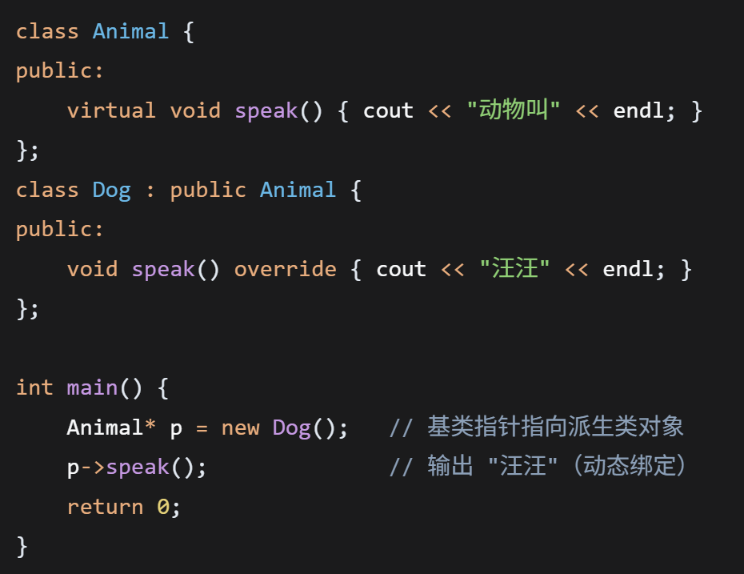 class Animal {
public:
    virtual void speak() { cout << "动物叫" << endl; }
};
class Dog : public Animal {
public:
    void speak() override { cout << "汪汪" << endl; }
};

int main() {
    Animal* p = new Dog();   // 基类指针指向派生类对象
    p->speak();              // 输出 "汪汪"（动态绑定）
    return 0;
}